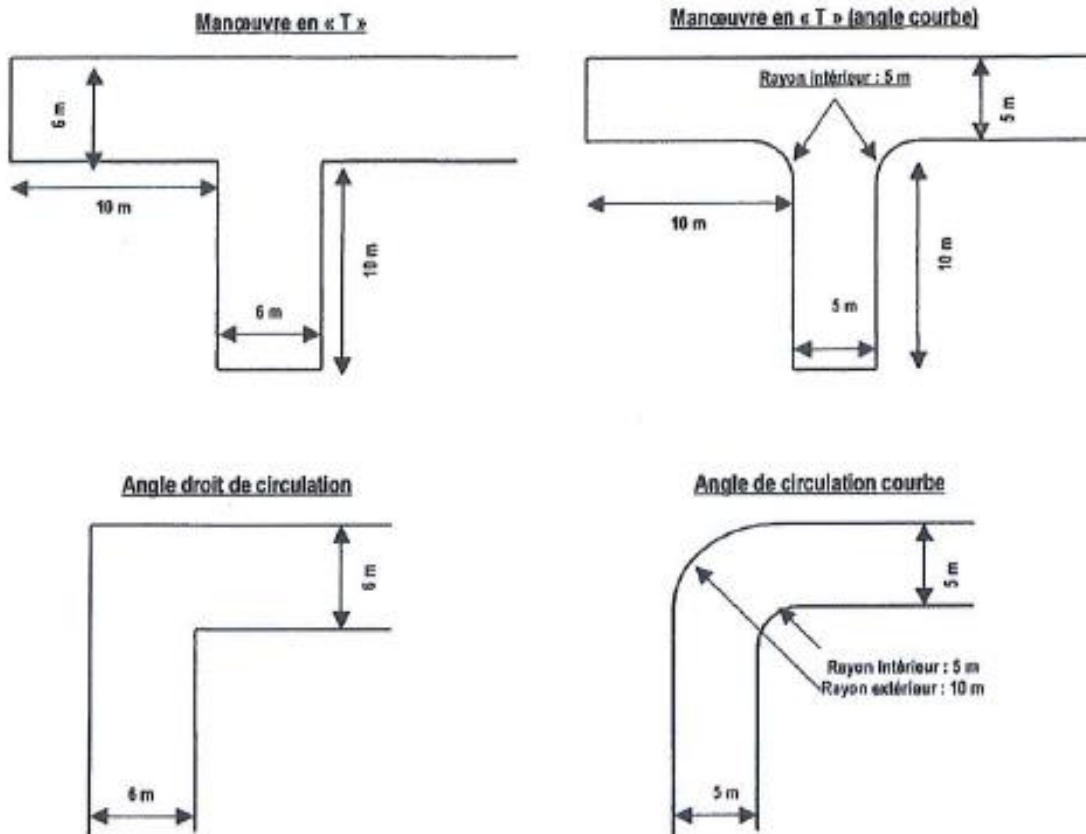 Manœuvre en « T »
6 m
10 m
10 m
6 m
Manœuvre en « T » (angle courbe)
Rayon intérieur : 5 m
5 m
10 m
10 m
5 m
Angle droit de circulation
6 m
6 m
Angle de circulation courbe
5 m
Rayon intérieur : 5 m
Rayon extérieur : 10 m
5 m